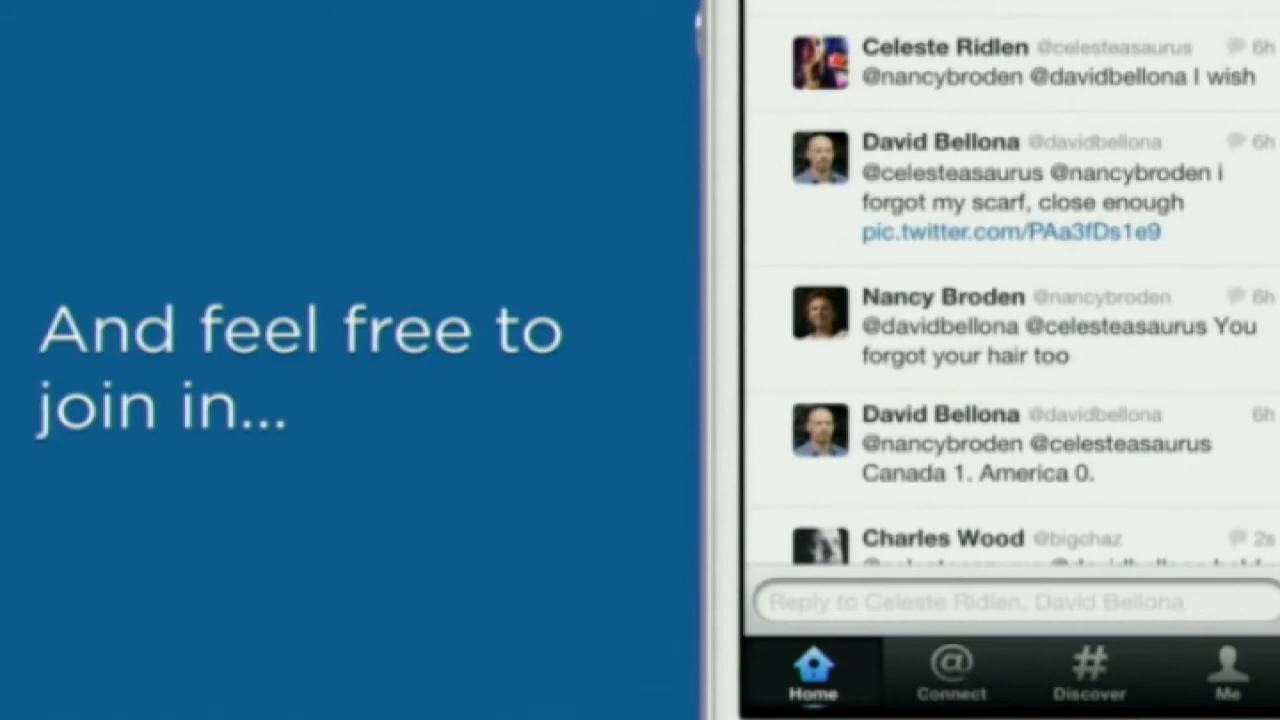 And feel free to
join in...
Celeste Ridlen @celesteasaurus 6h
@nancybroden @davidbellona I wish
David Bellona @davidbellona 6h
@celesteasaurus @nancybroden i
forgot my scarf, close enough
pic.twitter.com/PAa3fDs1e9
Nancy Broden @nancybroden 6h
@davidbellona @celesteasaurus You
forgot your hair too
David Bellona @davidbellona 6h
@nancybroden @celesteasaurus
Canada 1. America 0.
Charles Wood @bigchaz 2s
Reply to Celeste Ridlen, David Bellona
Home Connect Discover Me